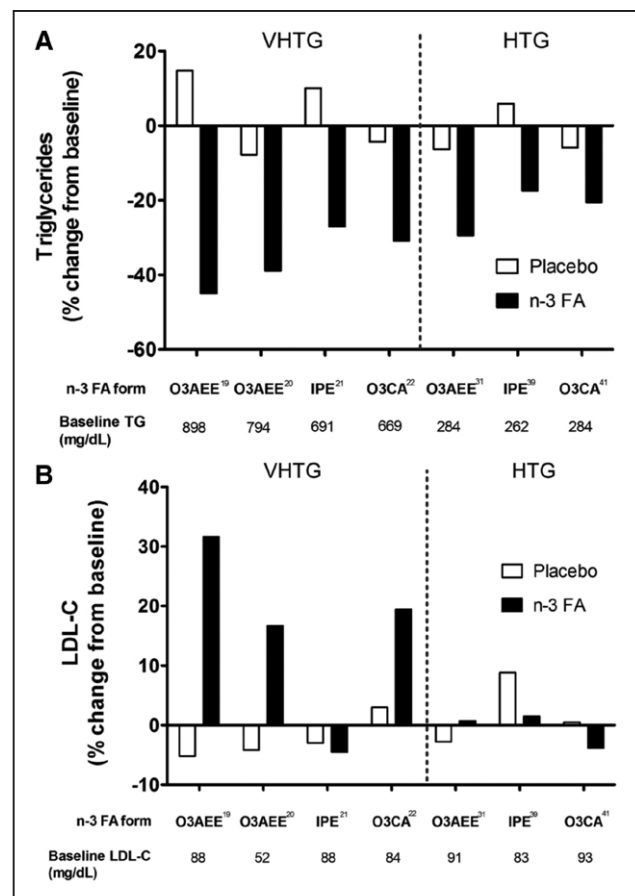 A
VHTG
HTG
20
0
-20
-40
-60
Triglycerides
(% change from baseline)
Placebo
n-3 FA
n-3 FA form O3AEE¹⁹ O3AEE²⁰ IPE²¹ O3CA²² O3AEE³¹ IPE³⁹ O3CA⁴¹
Baseline TG
(mg/dL) 898 794 691 669 284 262 284
B
VHTG
HTG
40
30
20
10
0
-10
LDL-C
(% change from baseline)
Placebo
n-3 FA
n-3 FA form O3AEE¹⁹ O3AEE²⁰ IPE²¹ O3CA²² O3AEE³¹ IPE³⁹ O3CA⁴¹
Baseline LDL-C 88 52 88 84 91 83 93
(mg/dL)